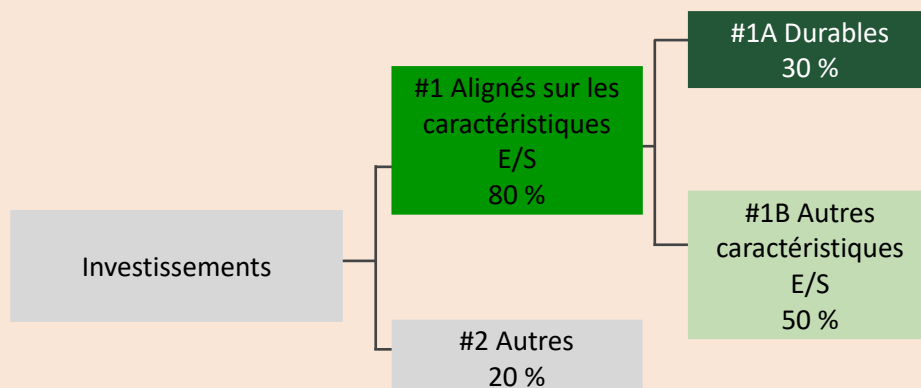 Investissements
#1 Alignés sur les
caractéristiques
E/S
80 %
#2 Autres
20 %
#1A Durables
30 %
#1B Autres
caractéristiques
E/S
50 %